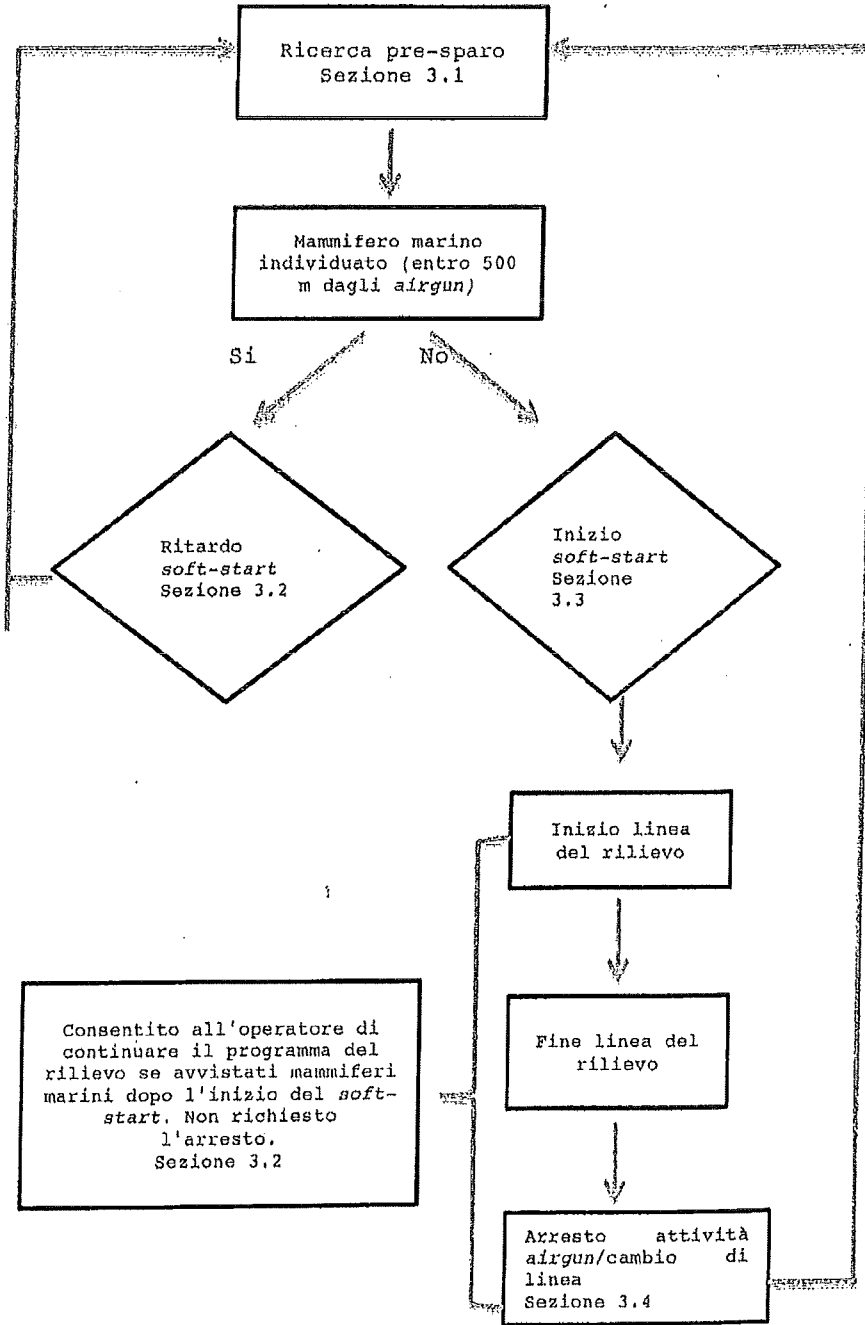 Ricerca pre-sparo
Sezione 3.1
Mammifero marino
individuato (entro 500
m dagli airgun)
Si
No
Ritardo
soft-start
Sezione 3.2
Inizio
soft-start
Sezione
3.3
Inizio linea
del rilievo
Fine linea del
rilievo
Consentito all'operatore di
continuare il programma del
rilievo se avvistati mammiferi
marini dopo l'inizio del soft-
start. Non richiesto
l'arresto.
Sezione 3.2
Arresto attività
airgun/cambio di
linea
Sezione 3.4